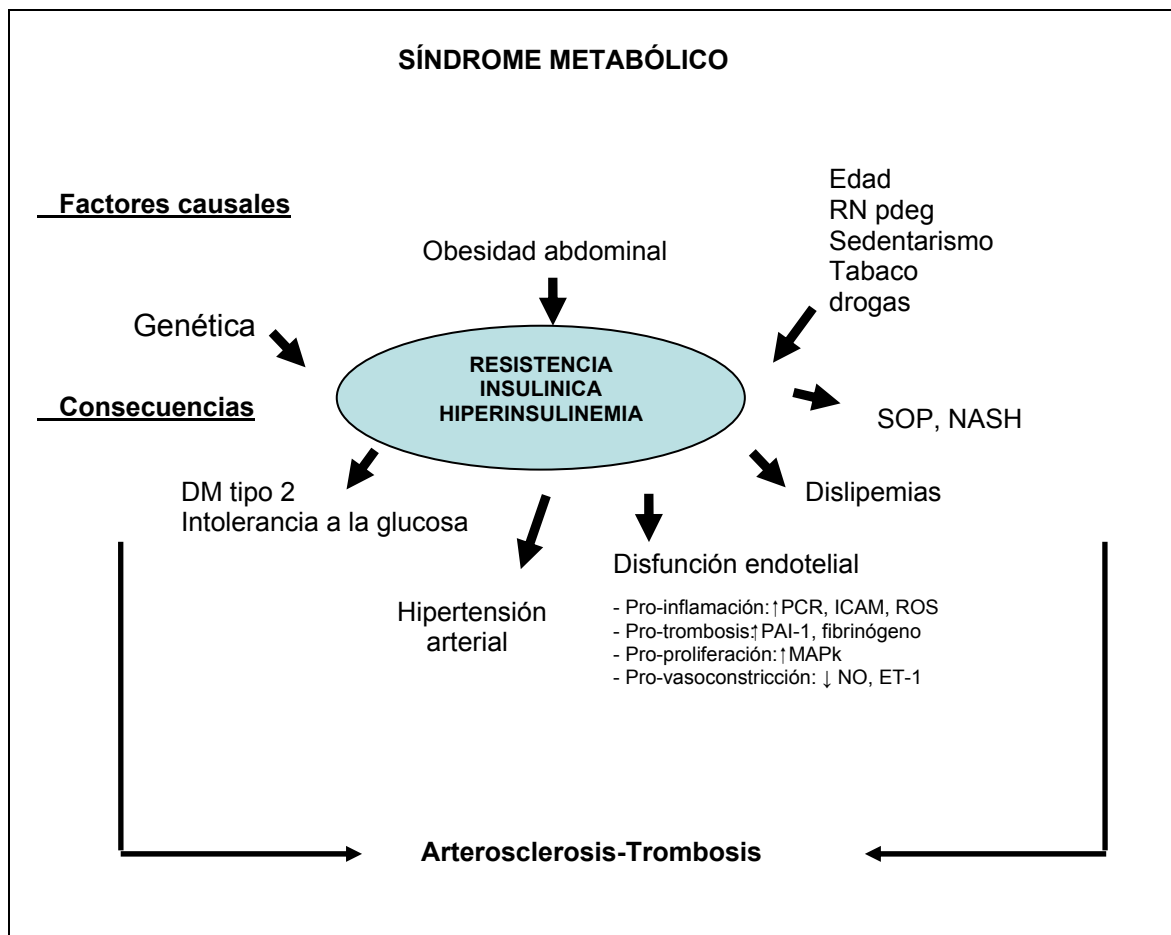 SÍNDROME METABÓLICO
Factores causales
Obesidad abdominal
Edad
RN pdeg
Sedentarismo
Tabaco
drogas
Genética
RESISTENCIA
INSULINICA
HIPERINSULINEMIA
Consecuencias
SOP, NASH
DM tipo 2
Intolerancia a la glucosa
Dislipemias
Hipertensión
arterial
Disfunción endotelial
- Pro-inflamación:↑PCR, ICAM, ROS
- Pro-trombosis:↑PAI-1, fibrinógeno
- Pro-proliferación:↑MAPk
- Pro-vasoconstricción: ↓ NO, ET-1
Arterosclerosis-Trombosis